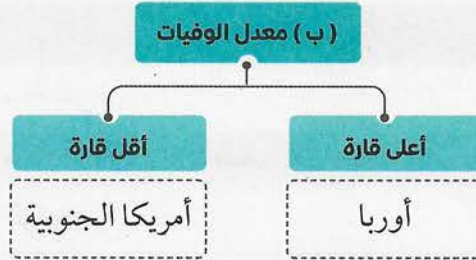 (ب) معدل الوفيات
أعلى قارة
أقل قارة
أوربا
أمريكا الجنوبية